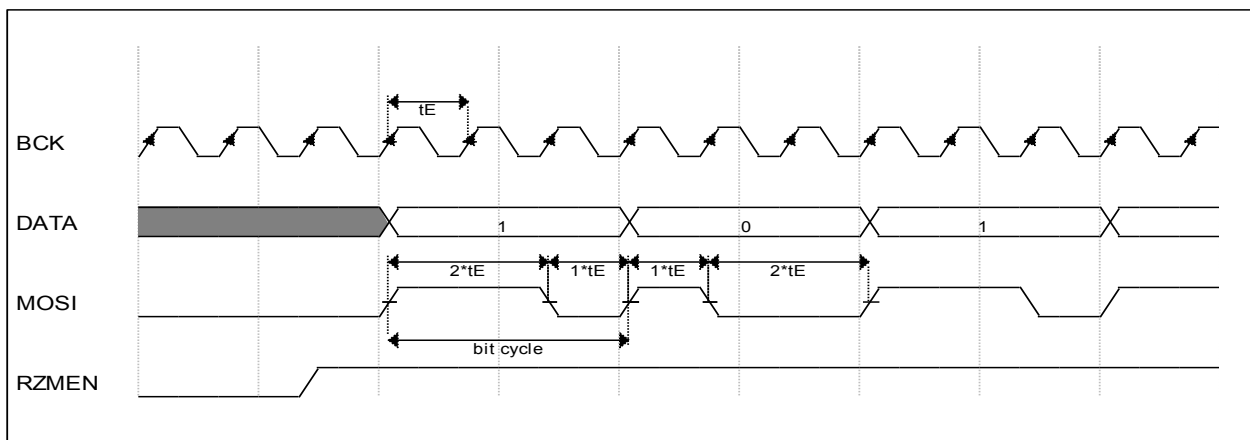 tE
BCK
DATA
1
0
1
2*tE
1*tE
1*tE
2*tE
MOSI
bit cycle
RZMEN